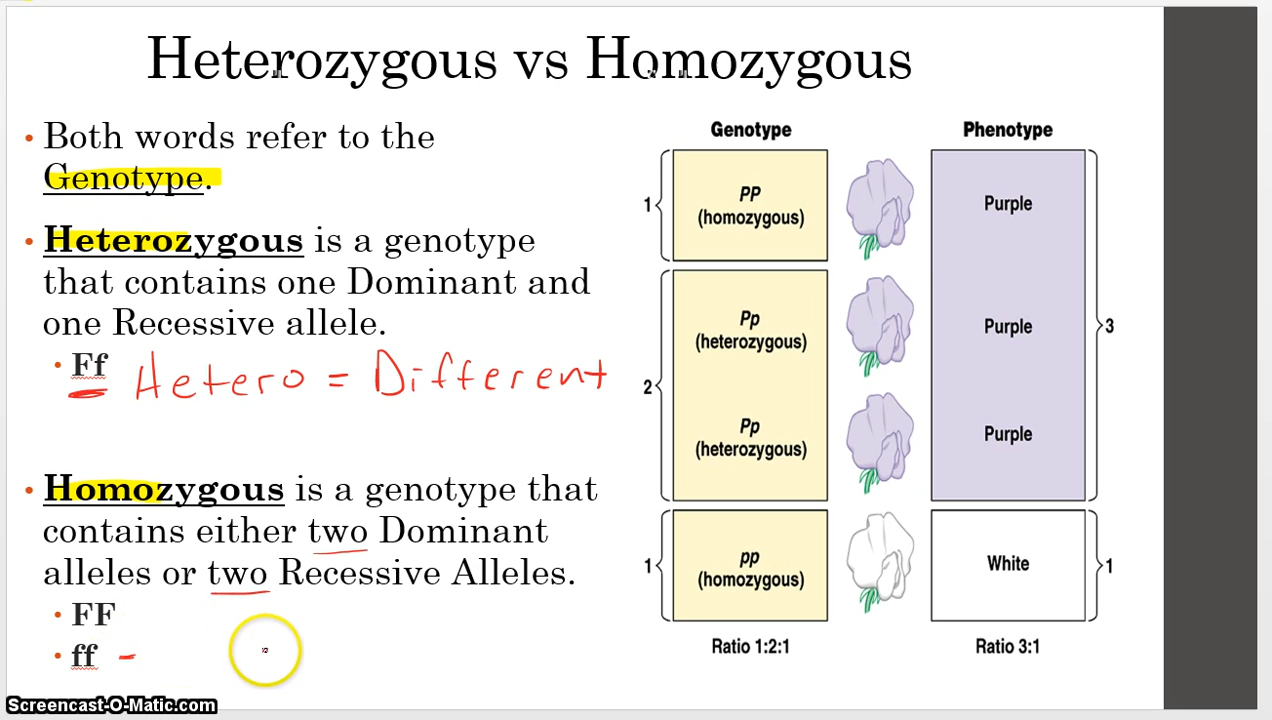 Heterozygous vs Homozygous
• Both words refer to the
Genotype.
• Heterozygous is a genotype
that contains one Dominant and
one Recessive allele.
• Ff Hetero = Different
• Homozygous is a genotype that
contains either two Dominant
alleles or two Recessive Alleles.
• FF
• ff -
Genotype Phenotype
1 PP Purple
(homozygous)
Pp Purple
(heterozygous)
2
3
Pp Purple
(heterozygous)
1 pp White 1
(homozygous)
Ratio 1:2:1 Ratio 3:1
Screencast-O-Matic.com